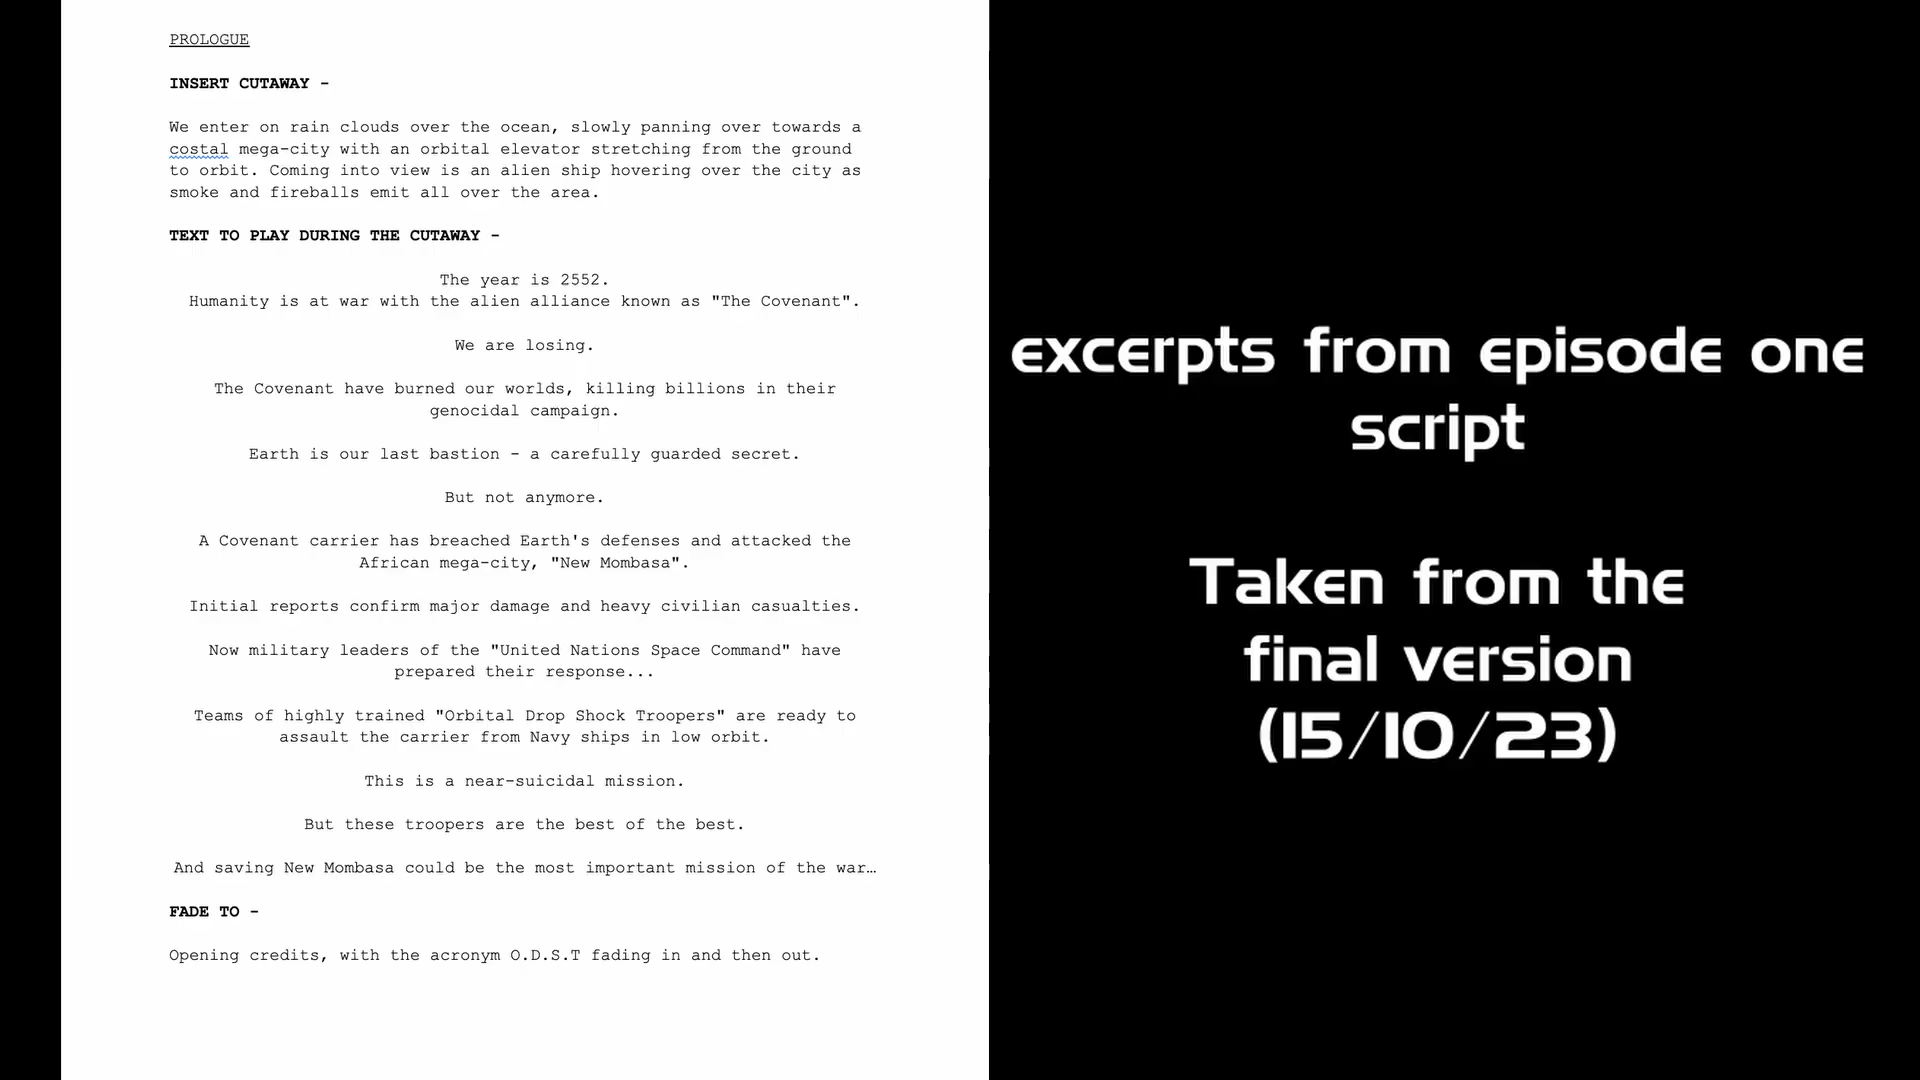 PROLOGUE
INSERT CUTAWAY -
We enter on rain clouds over the ocean, slowly panning over towards a
costal mega-city with an orbital elevator stretching from the ground
to orbit. Coming into view is an alien ship hovering over the city as
smoke and fireballs emit all over the area.
TEXT TO PLAY DURING THE CUTAWAY -
The year is 2552.
Humanity is at war with the alien alliance known as "The Covenant".
We are losing.
The Covenant have burned our worlds, killing billions in their
genocidal campaign.
Earth is our last bastion - a carefully guarded secret.
But not anymore.
A Covenant carrier has breached Earth's defenses and attacked the
African mega-city, "New Mombasa".
Initial reports confirm major damage and heavy civilian casualties.
Now military leaders of the "United Nations Space Command" have
prepared their response...
Teams of highly trained "Orbital Drop Shock Troopers" are ready to
assault the carrier from Navy ships in low orbit.
This is a near-suicidal mission.
But these troopers are the best of the best.
And saving New Mombasa could be the most important mission of the war…
FADE TO -
Opening credits, with the acronym O.D.S.T fading in and then out.
excerpts from episode one
script
Taken from the
final version
(15/10/23)